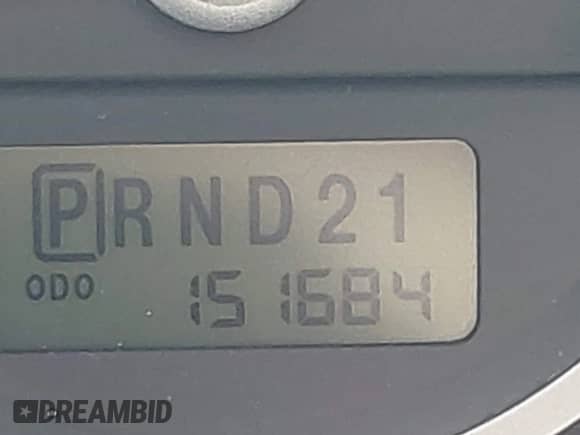 PRND21
ODO 151684
DREAMBID